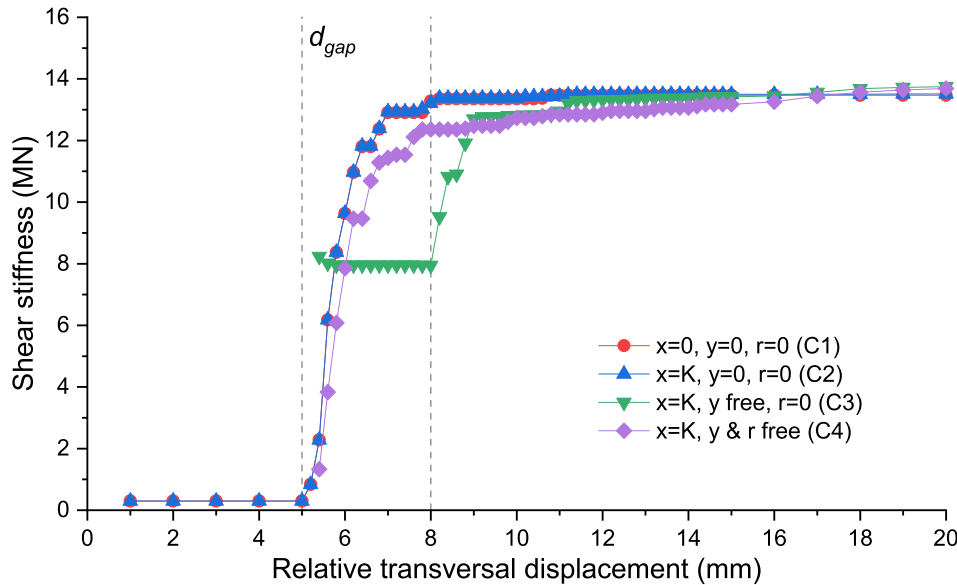 16
14
12
10
8
6
4
2
0
Shear stiffness (MN)
d_gap
x=0, y=0, r=0 (C1)
x=K, y=0, r=0 (C2)
x=K, y free, r=0 (C3)
x=K, y & r free (C4)
0 2 4 6 8 10 12 14 16 18 20
Relative transversal displacement (mm)